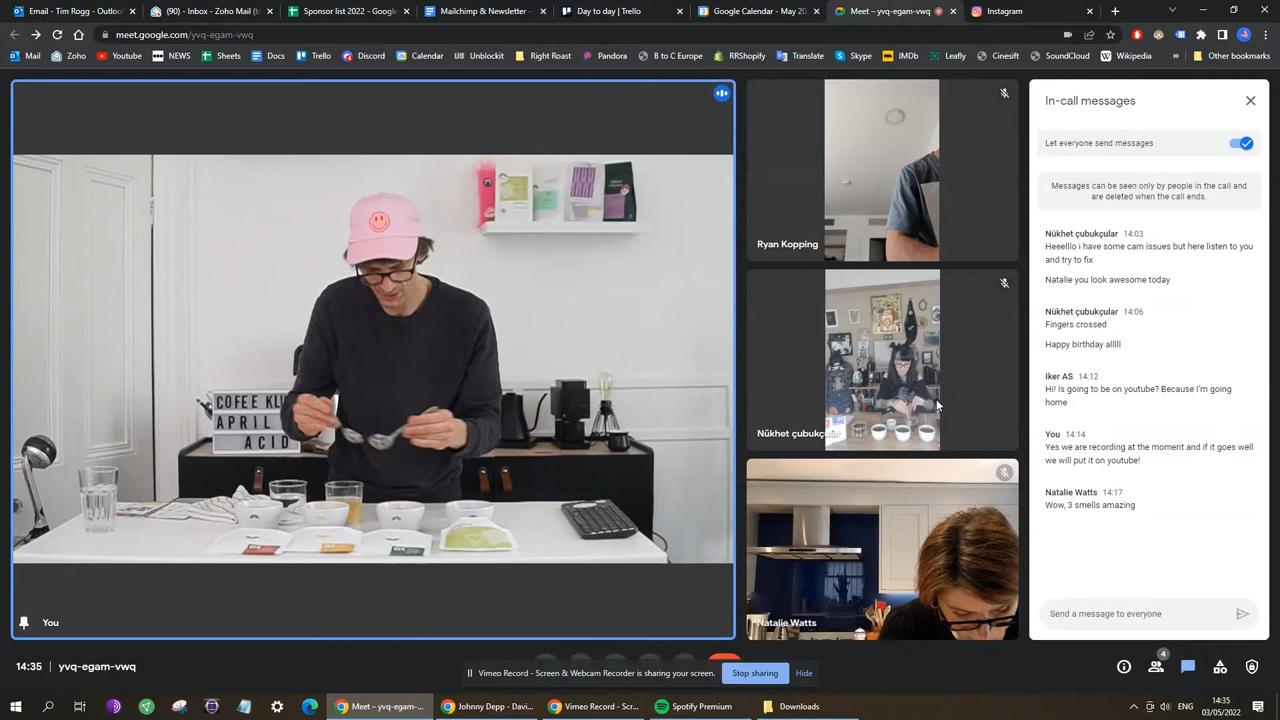 Email - Tim Rogg - Outloo
(90) - Inbox - Zoho Mail (t
Sponsor list 2022 - Google
Mailchimp & Newsletter -
Day to day | Trello
Google Calendar - May 20
Meet – yvq-egam-vwq
Instagram
meet.google.com/yvq-egam-vwq
Mail
Zoho
NEWS
Sheets
Docs
Trello
Discord
Calendar
YouTube
Right Roast
Pandora
B to C Europe
RRShopify
Translate
Skype
IMDb
Leafly
Cinesift
SoundCloud
Wikipedia
»
Other bookmarks
COFEE KLU
APRIL
ACID
You
Ryan Kopping
Nükhet çubukçular
Natalie Watts
In-call messages
Let everyone send messages
Messages can be seen only by people in the call and
are deleted when the call ends.
Nükhet çubukçular 14:03
Heeelllo i have some cam issues but here listen to you
and try to fix
Natalie you look awesome today
Nükhet çubukçular 14:06
Fingers crossed
Happy birthday alllll
Iker AS 14:12
Hi! Is going to be on youtube? Because I'm going
home
You 14:14
Yes we are recording at the moment and if it goes well
we will put it on youtube!
Natalie Watts 14:17
Wow, 3 smells amazing
Send a message to everyone
14:35 | yvq-egam-vwq
Vimeo Record - Screen & Webcam Recorder is sharing your screen.
Stop sharing
Hide
4
Meet – yvq-egam-...
Johnny Depp - Davi...
Vimeo Record - Scr...
Spotify Premium
Downloads
ENG
14:35
03/05/2022